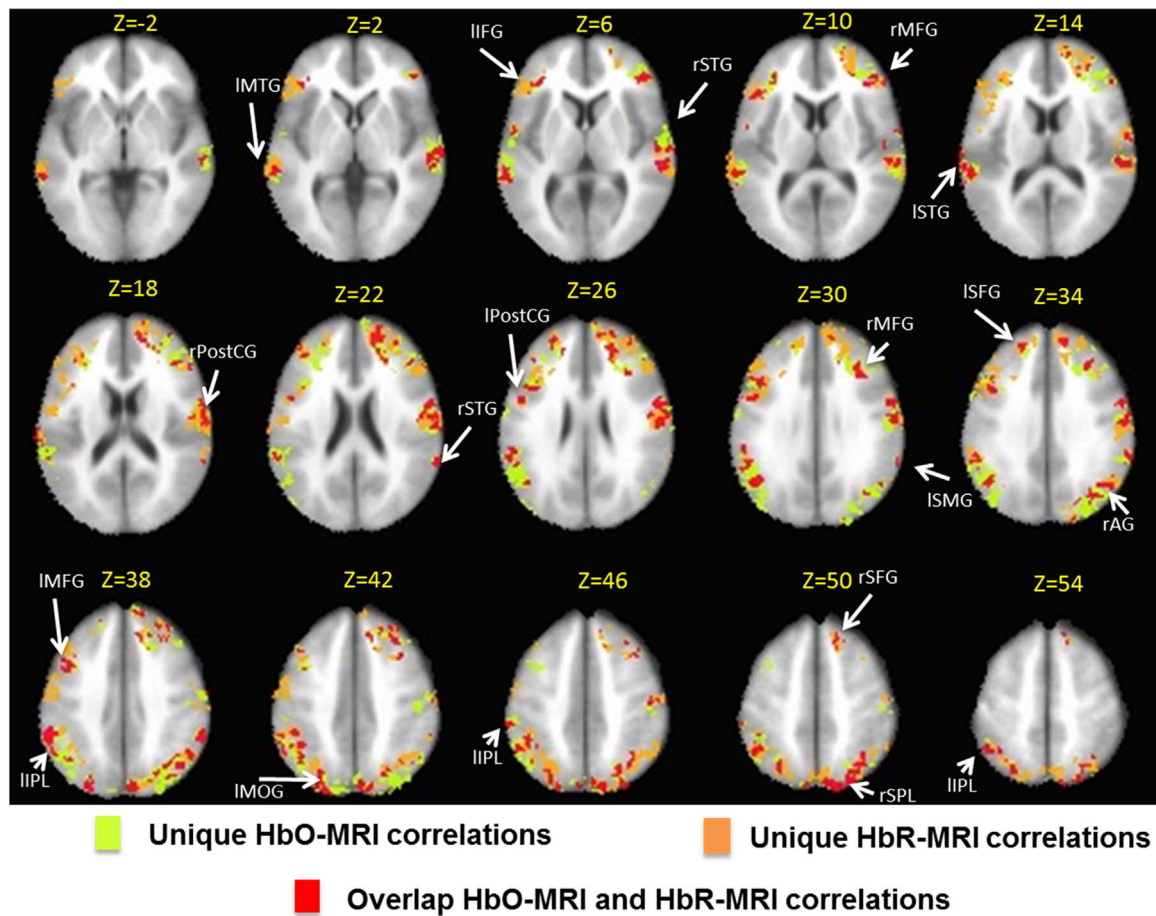 Z=-2
Z=2
Z=6
Z=10
Z=14
lIFG
rMFG
rSTG
lMTG
lSTG
Z=18
Z=22
Z=26
Z=30
Z=34
lPostCG
rMFG
lSFG
rPostCG
rSTG
lSMG
rAG
Z=38
Z=42
Z=46
Z=50
Z=54
lMFG
rSFG
lIPL
lMOG
lIPL
rSPL
lIPL
Unique HbO-MRI correlations
Unique HbR-MRI correlations
Overlap HbO-MRI and HbR-MRI correlations